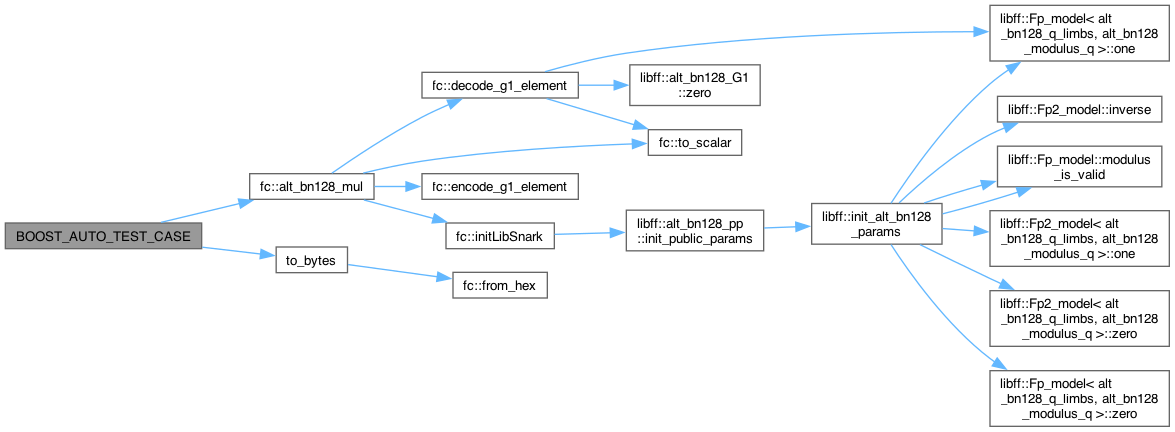 BOOST_AUTO_TEST_CASE
fc::alt_bn128_mul
to_bytes
fc::decode_g1_element
fc::encode_g1_element
fc::initLibSnark
fc::from_hex
libff::alt_bn128_G1
::zero
fc::to_scalar
libff::alt_bn128_pp
::init_public_params
libff::init_alt_bn128
_params
libff::Fp_model< alt
_bn128_q_limbs, alt_bn128
_modulus_q >::one
libff::Fp2_model::inverse
libff::Fp_model::modulus
_is_valid
libff::Fp2_model< alt
_bn128_q_limbs, alt_bn128
_modulus_q >::one
libff::Fp2_model< alt
_bn128_q_limbs, alt_bn128
_modulus_q >::zero
libff::Fp_model< alt
_bn128_q_limbs, alt_bn128
_modulus_q >::zero